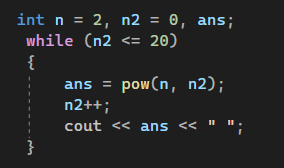 int n = 2, n2 = 0, ans;
while (n2 <= 20)
{
ans = pow(n, n2);
n2++;
cout << ans << " ";
}